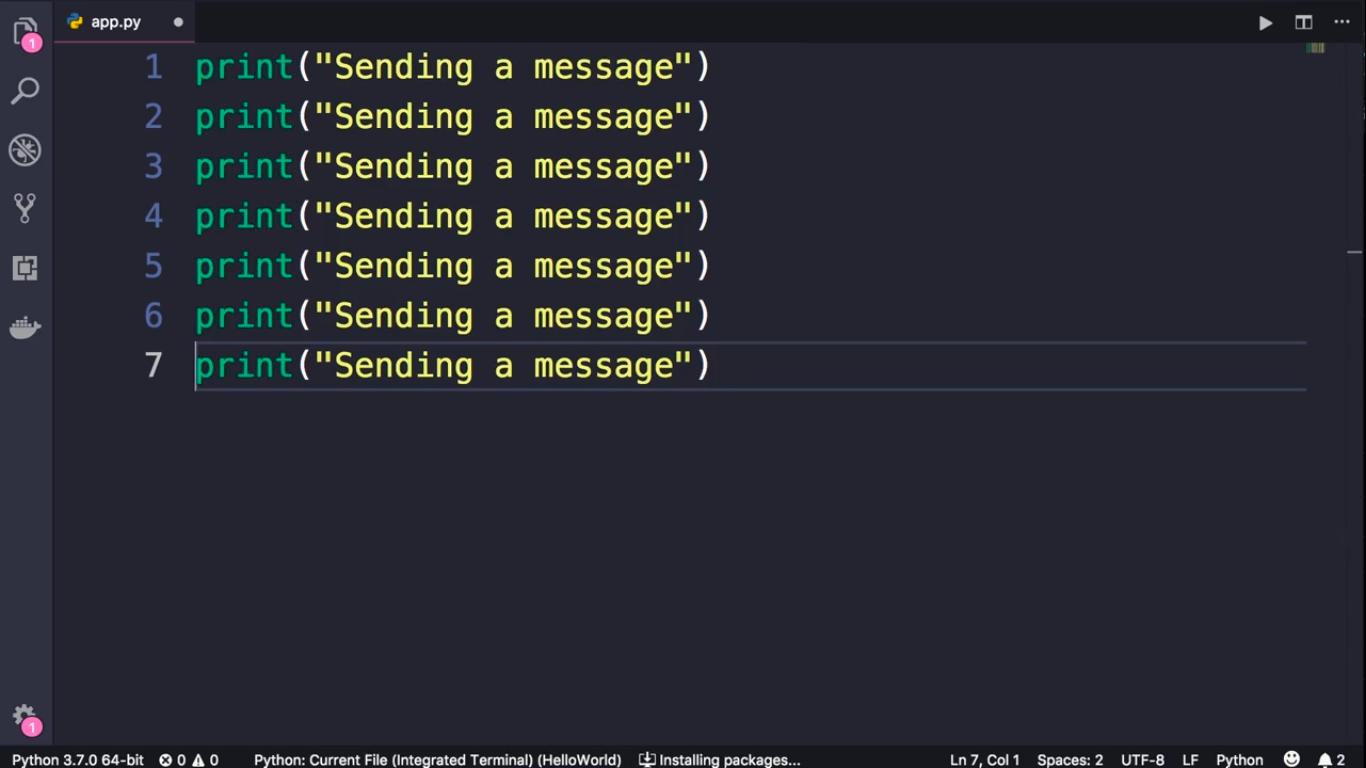 app.py
1
1 print("Sending a message")
2 print("Sending a message")
3 print("Sending a message")
4 print("Sending a message")
5 print("Sending a message")
6 print("Sending a message")
7 print("Sending a message")
1
Python 3.7.0 64-bit 0 0 Python: Current File (Integrated Terminal) (HelloWorld) Installing packages... Ln 7, Col 1 Spaces: 2 UTF-8 LF Python 2